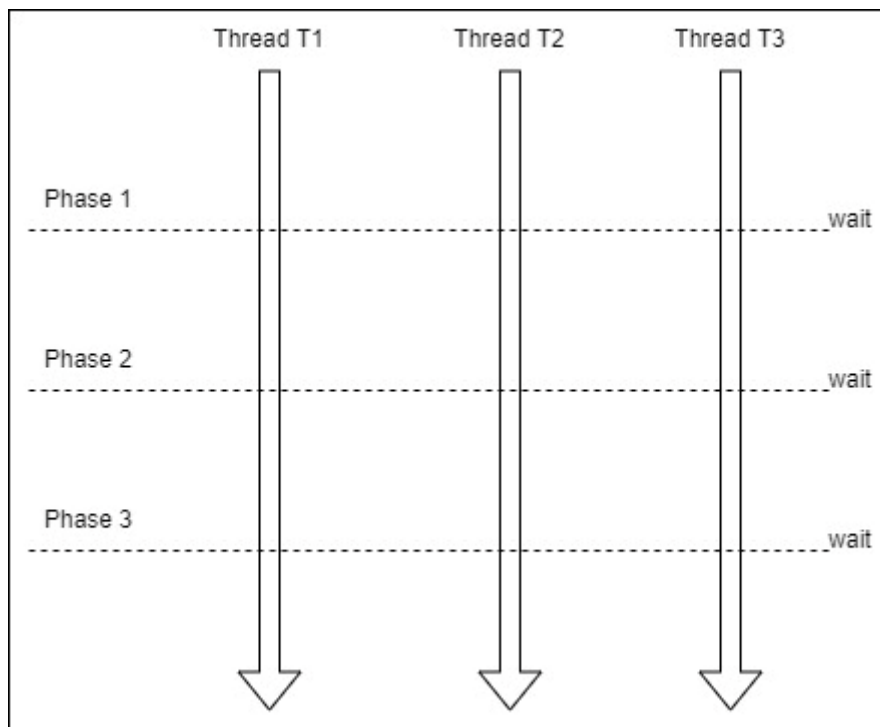 Thread T1
Thread T2
Thread T3
Phase 1
wait
Phase 2
wait
Phase 3
wait